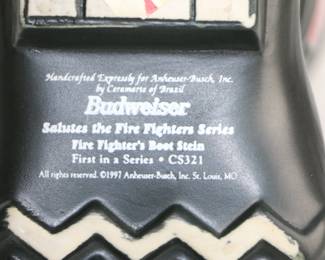 Handcrafted Expressly for Anheuser-Busch, Inc.
by Ceramarte of Brazil
Budweiser
Salutes the Fire Fighters Series
Fire Fighter's Boot Stein
First in a Series • CS321
All rights reserved. ©1997 Anheuser-Busch, Inc. St. Louis, MO